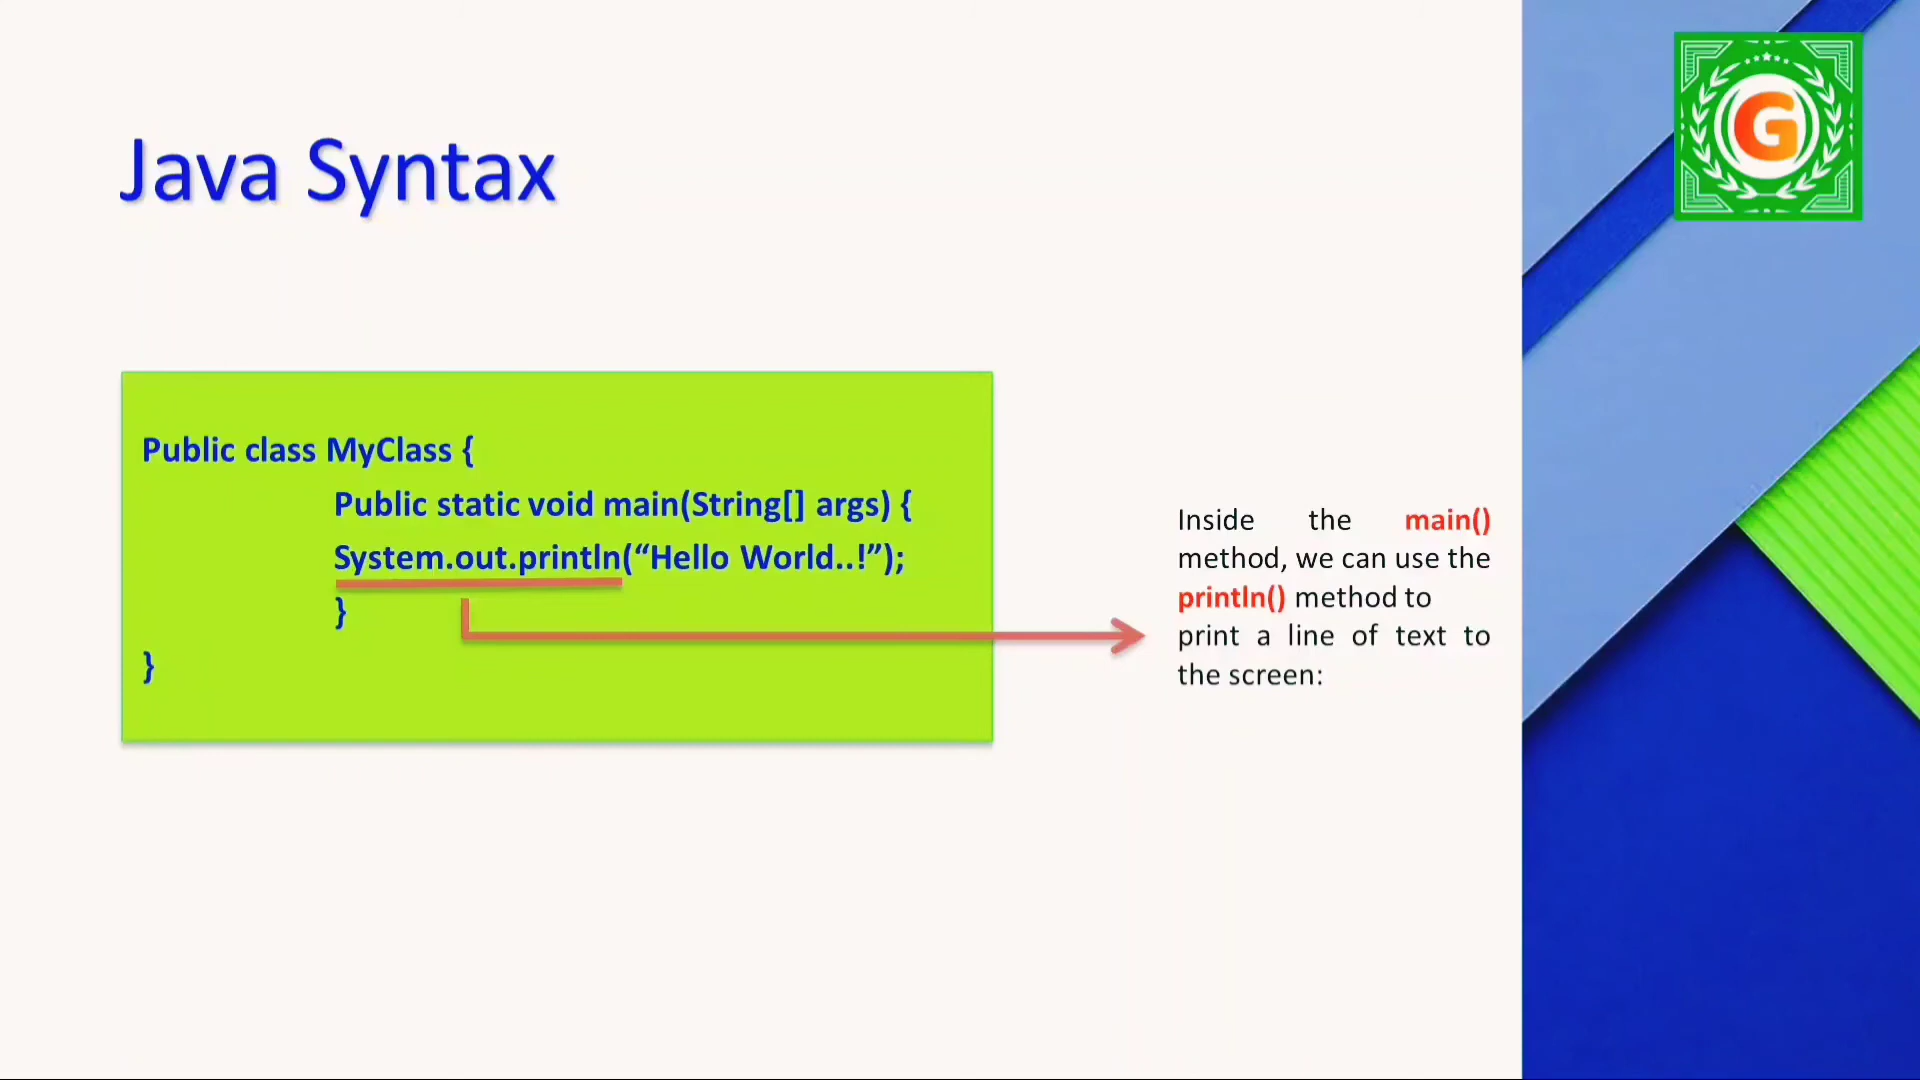 Java Syntax
G
Public class MyClass {
Public static void main(String[] args) {
System.out.println(“Hello World..!”);
}
}
Inside the main()
method, we can use the
println() method to
print a line of text to
the screen: